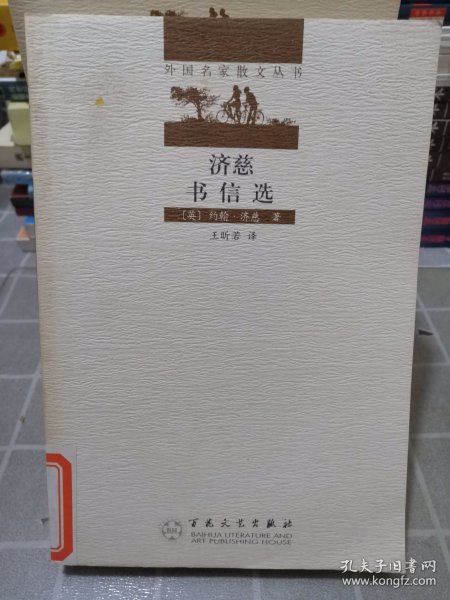 外国名家散文丛书
济慈
书信选
〔英〕约翰·济慈 著
王昕若 译
BH
百花文艺出版社
BAIHUA LITERATURE AND
ART PUBLISHING HOUSE
孔夫子旧书网
www.kongfz.com